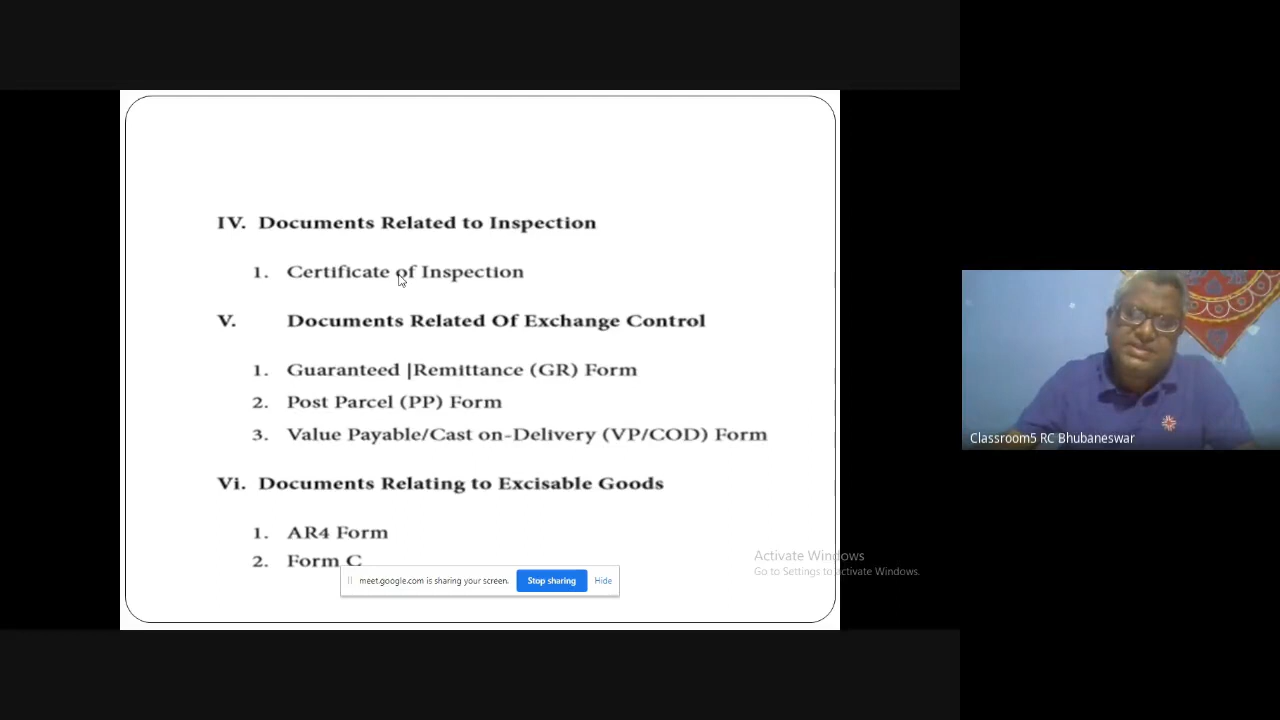 IV. Documents Related to Inspection
1. Certificate of Inspection
V. Documents Related Of Exchange Control
1. Guaranteed |Remittance (GR) Form
2. Post Parcel (PP) Form
3. Value Payable/Cast on-Delivery (VP/COD) Form
Vi. Documents Relating to Excisable Goods
1. AR4 Form
2. Form C
meet.google.com is sharing your screen.
Stop sharing
Hide
Activate Windows
Go to Settings to activate Windows.
Classroom5 RC Bhubaneswar